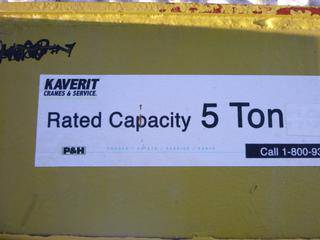 KAVERIT
CRANES & SERVICE
Rated Capacity 5 Ton
P&H
Call 1-800-93